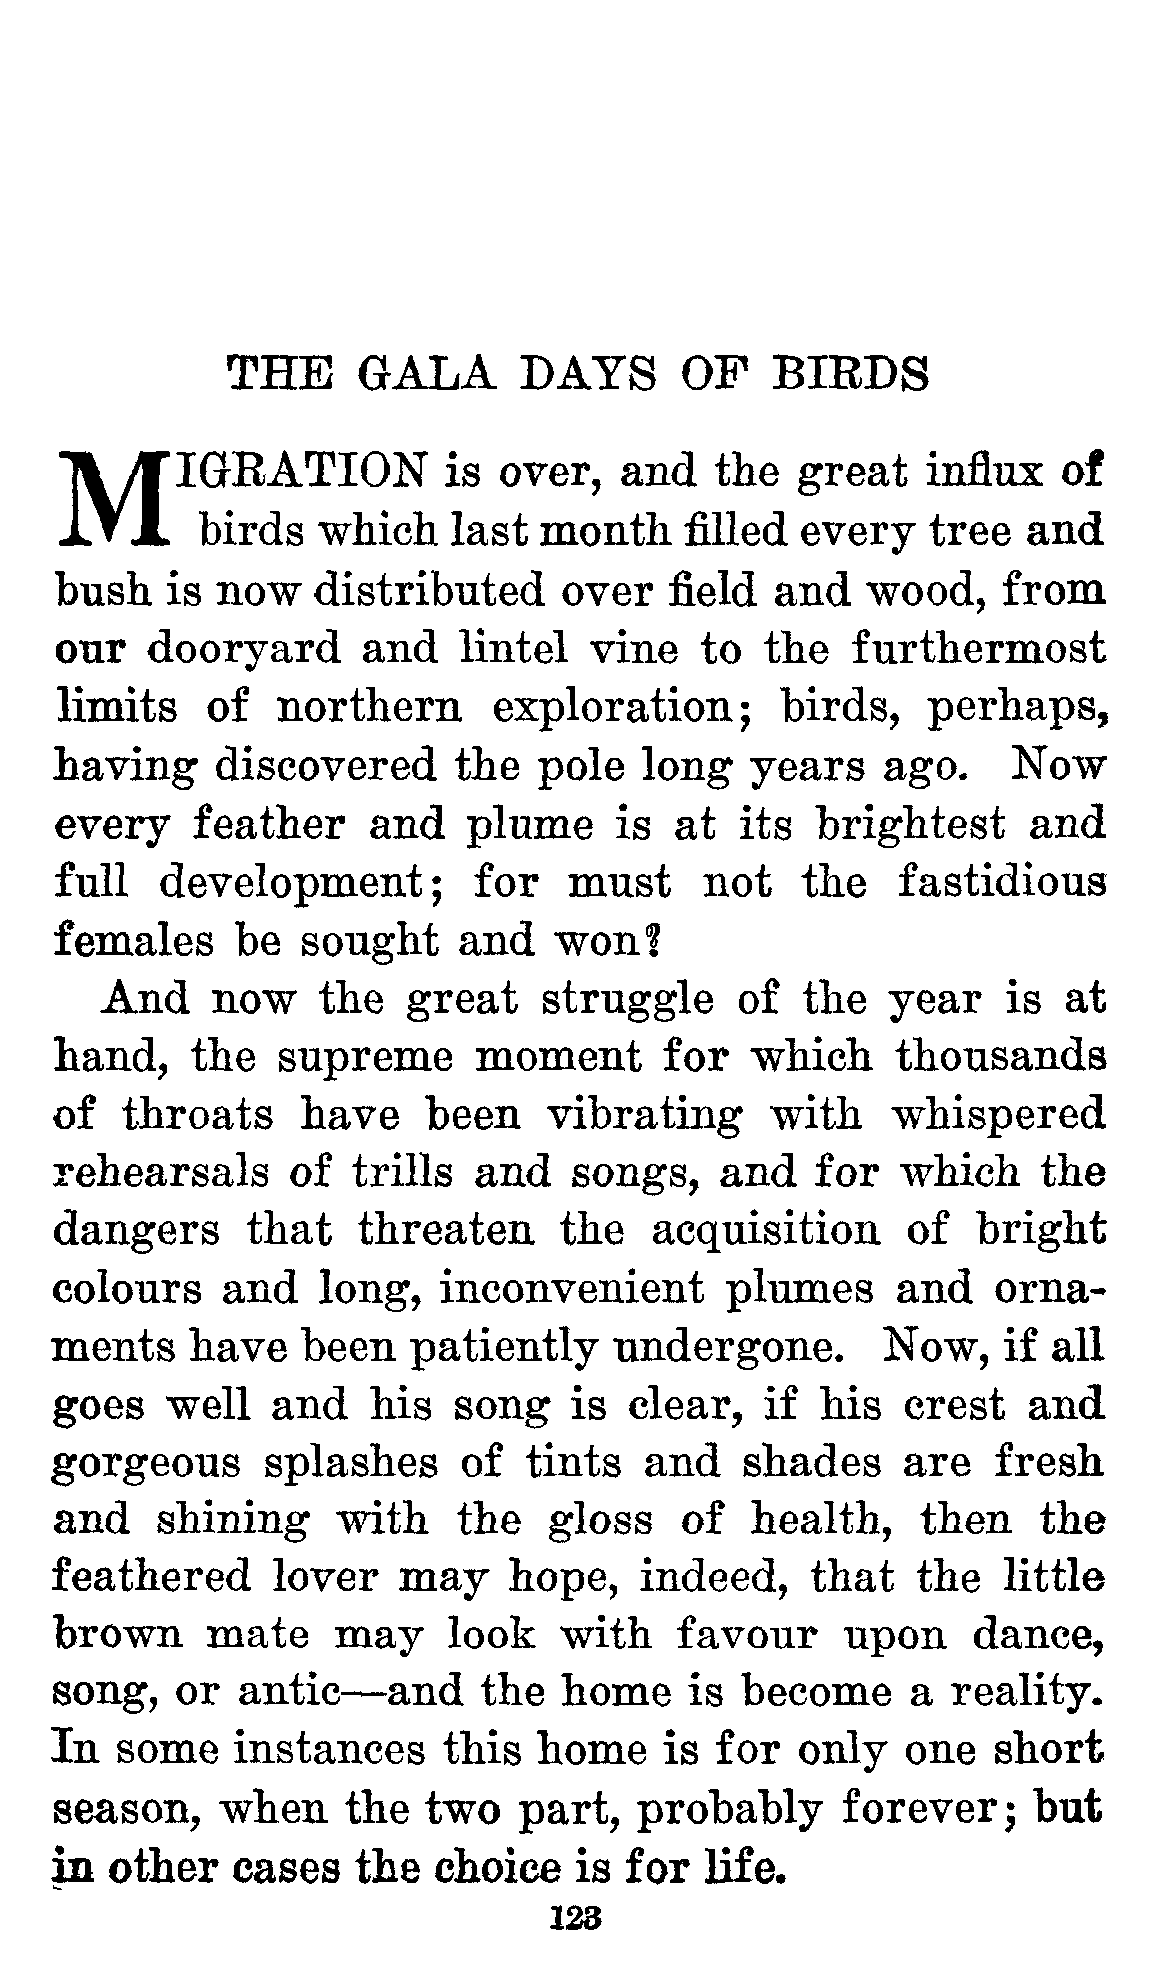 THE GALA DAYS OF BIRDS
MIGRATION is over, and the great influx of
birds which last month filled every tree and
bush is now distributed over field and wood, from
our dooryard and lintel vine to the furthermost
limits of northern exploration; birds, perhaps,
having discovered the pole long years ago. Now
every feather and plume is at its brightest and
full development; for must not the fastidious
females be sought and won?
And now the great struggle of the year is at
hand, the supreme moment for which thousands
of throats have been vibrating with whispered
rehearsals of trills and songs, and for which the
dangers that threaten the acquisition of bright
colours and long, inconvenient plumes and orna-
ments have been patiently undergone. Now, if all
goes well and his song is clear, if his crest and
gorgeous splashes of tints and shades are fresh
and shining with the gloss of health, then the
feathered lover may hope, indeed, that the little
brown mate may look with favour upon dance,
song, or antic—and the home is become a reality.
In some instances this home is for only one short
season, when the two part, probably forever; but
in other cases the choice is for life.
123